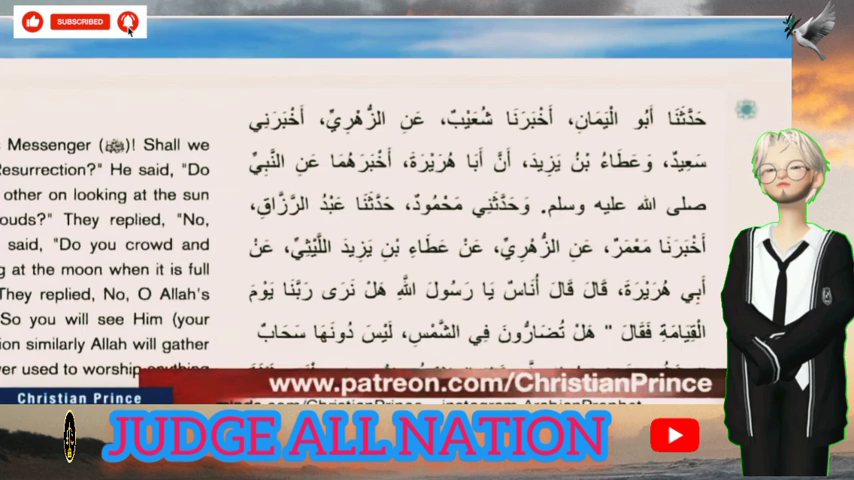 SUBSCRIBED
Messenger (ﷺ)! Shall we
Resurrection?" He said, "Do
other on looking at the sun
ouds?" They replied, "No,
said, "Do you crowd and
g at the moon when it is full
They replied, No, O Allah's
So you will see Him (your
ion similarly Allah will gather
er used to worship anything
حَدَّثَنَا أَبُو الْيَمَانِ، أَخْبَرَنَا شُعَيْبٌ، عَنِ الزُّهْرِيِّ، أَخْبَرَنِي
سَعِيدٌ، وَعَطَاءُ بْنُ يَزِيدَ، أَنَّ أَبَا هُرَيْرَةَ، أَخْبَرَهُمَا عَنِ النَّبِيِّ
صلى الله عليه وسلم. وَحَدَّثَنِي مَحْمُودٌ، حَدَّثَنَا عَبْدُ الرَّزَّاقِ،
أَخْبَرَنَا مَعْمَرٌ، عَنِ الزُّهْرِيِّ، عَنْ عَطَاءِ بْنِ يَزِيدَ اللَّيْثِيِّ، عَنْ
أَبِي هُرَيْرَةَ، قَالَ قَالَ أُنَاسٌ يَا رَسُولَ اللَّهِ هَلْ نَرَى رَبَّنَا يَوْمَ
الْقِيَامَةِ فَقَالَ " هَلْ تُضَارُّونَ فِي الشَّمْسِ، لَيْسَ دُونَهَا سَحَابٌ
www.patreon.com/ChristianPrince
Christian Prince
JUDGE ALL NATION